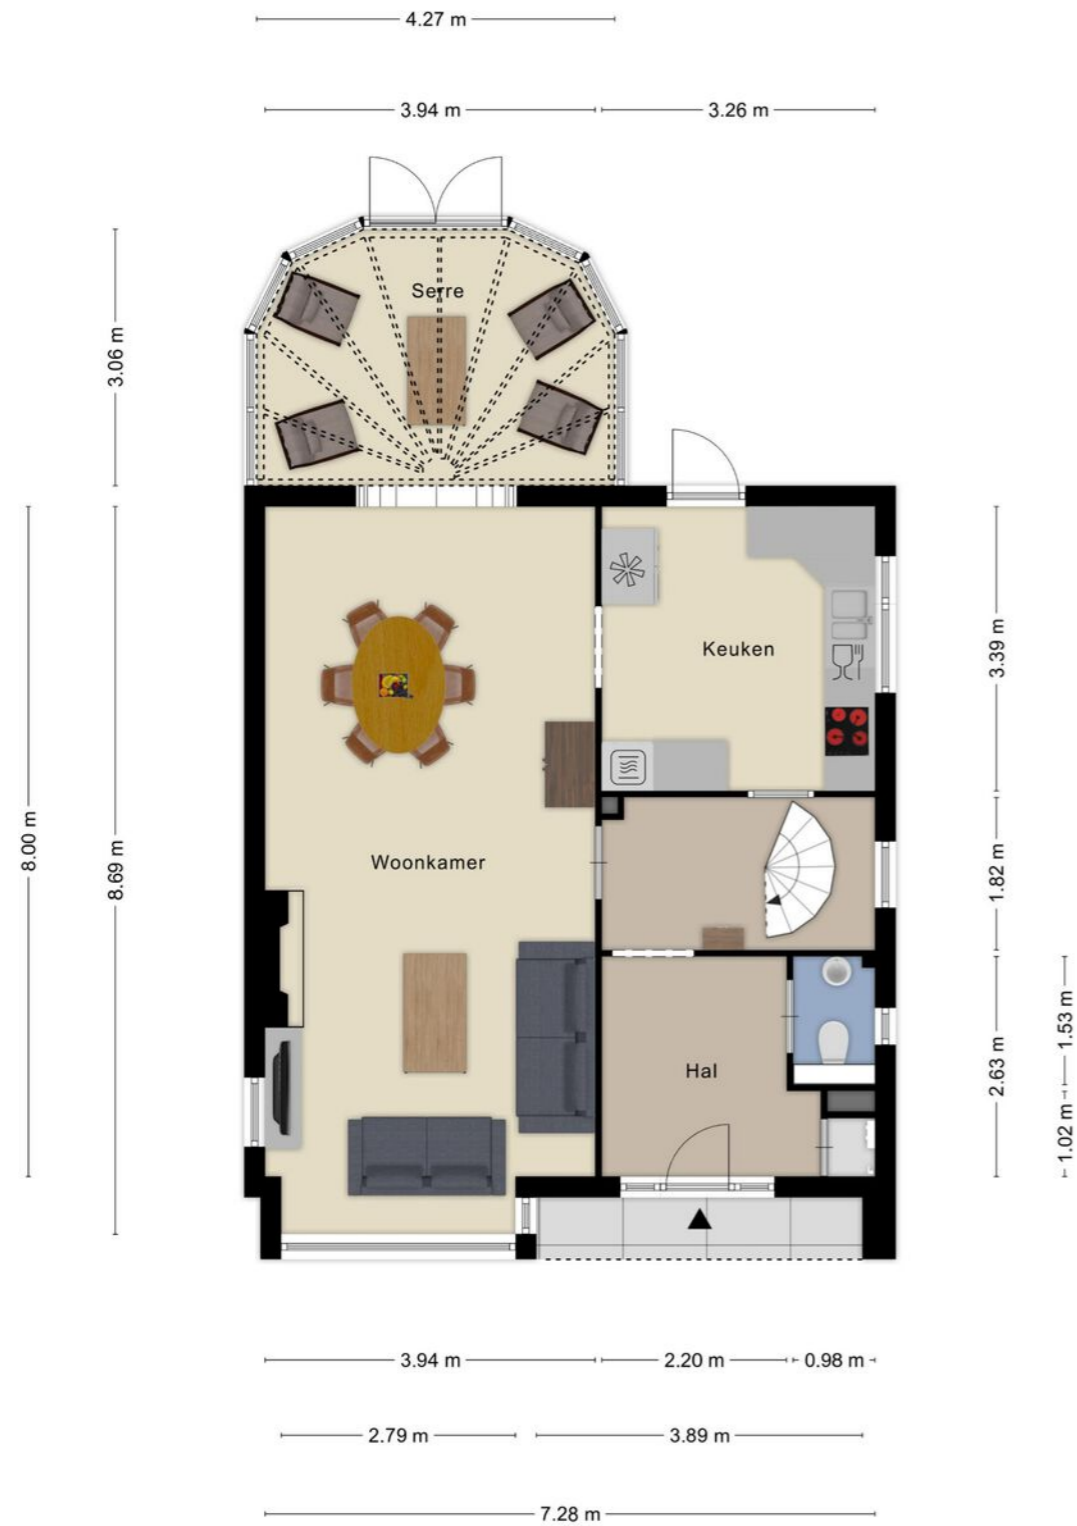 4.27 m
3.94 m
3.26 m
Serre
3.06 m
Keuken
3.39 m
8.00 m
8.69 m
Woonkamer
1.82 m
Hal
2.63 m
1.53 m
1.02 m
3.94 m
2.20 m
0.98 m
2.79 m
3.89 m
7.28 m